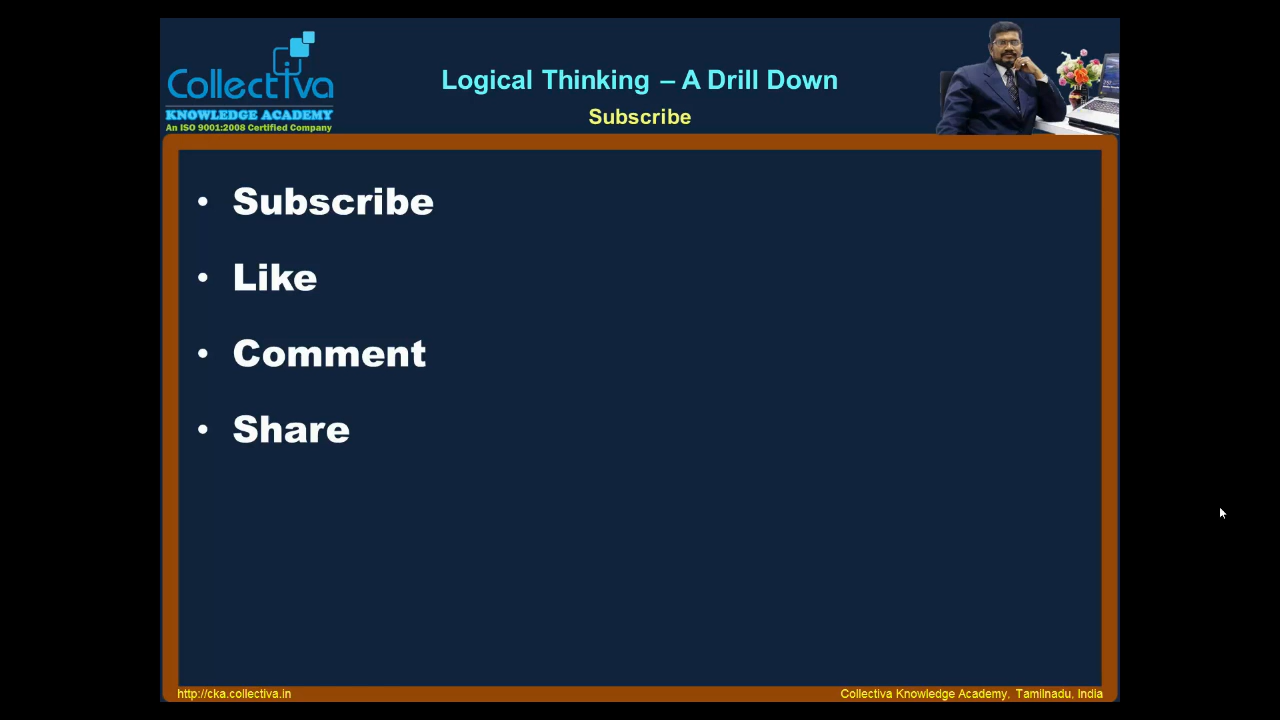 Collectiva
KNOWLEDGE ACADEMY
An ISO 9001:2008 Certified Company
Logical Thinking – A Drill Down
Subscribe
• Subscribe
• Like
• Comment
• Share
http://cka.collectiva.in
Collectiva Knowledge Academy, Tamilnadu, India